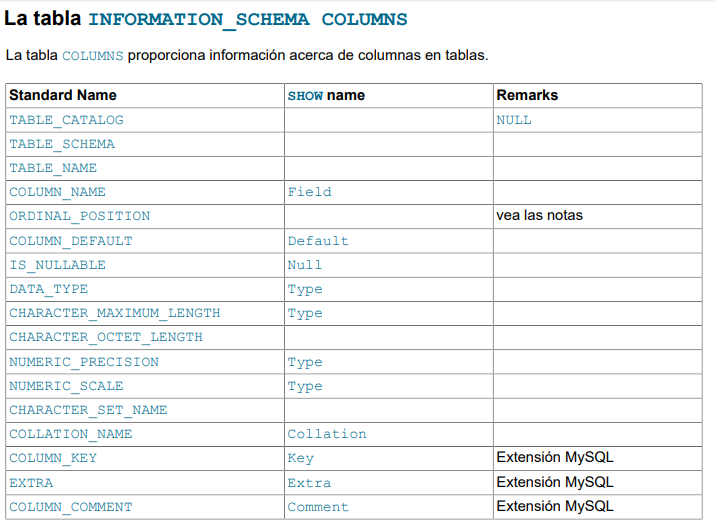 La tabla INFORMATION_SCHEMA COLUMNS
La tabla COLUMNS proporciona información acerca de columnas en tablas.
Standard Name SHOW name Remarks
TABLE_CATALOG NULL
TABLE_SCHEMA
TABLE_NAME
COLUMN_NAME Field
ORDINAL_POSITION vea las notas
COLUMN_DEFAULT Default
IS_NULLABLE Null
DATA_TYPE Type
CHARACTER_MAXIMUM_LENGTH Type
CHARACTER_OCTET_LENGTH
NUMERIC_PRECISION Type
NUMERIC_SCALE Type
CHARACTER_SET_NAME
COLLATION_NAME Collation
COLUMN_KEY Key Extensión MySQL
EXTRA Extra Extensión MySQL
COLUMN_COMMENT Comment Extensión MySQL